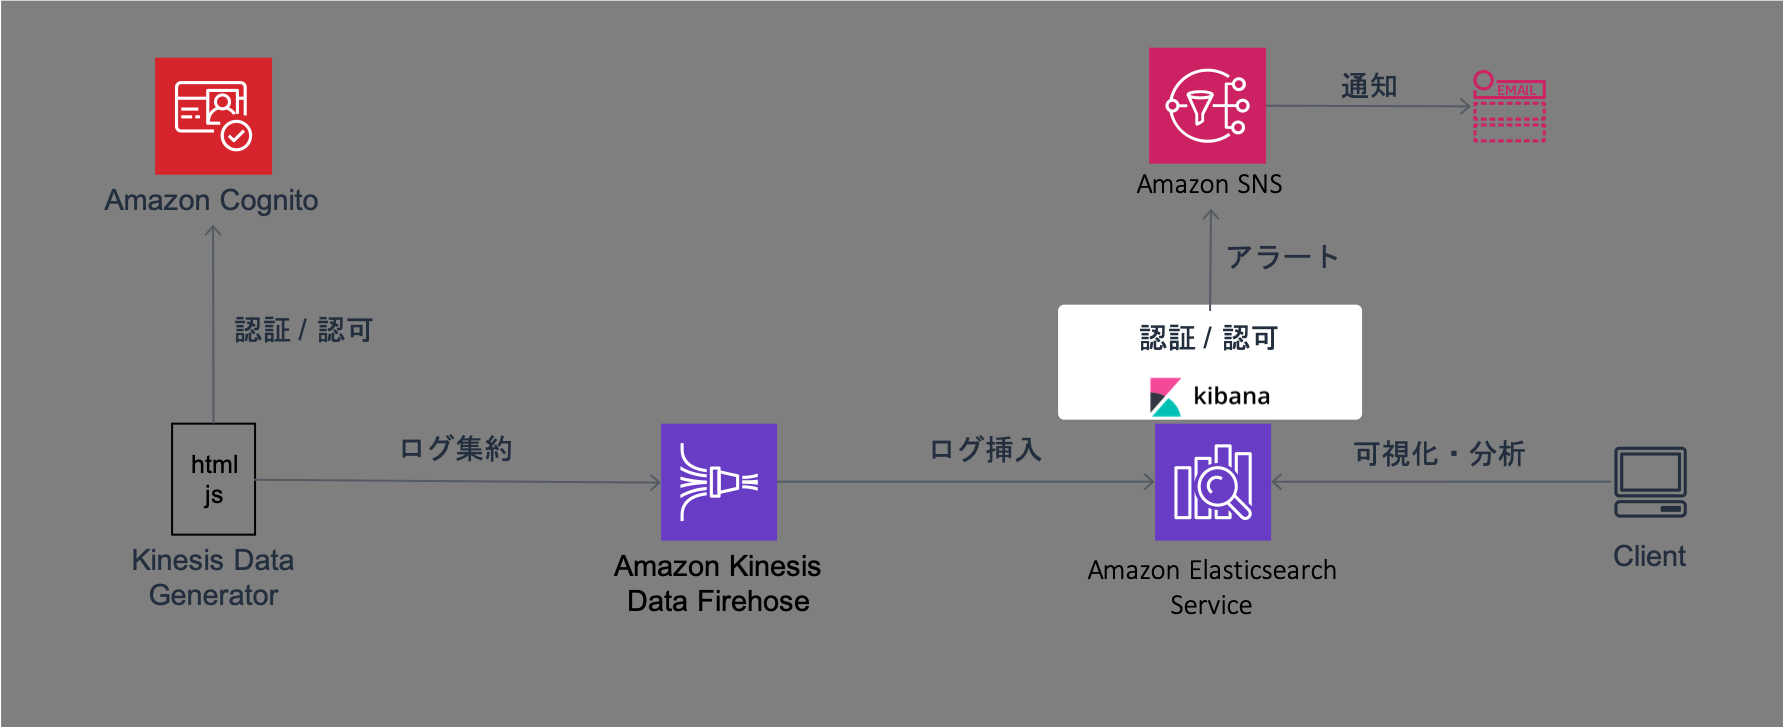 Amazon Cognito
認証 / 認可
html
js
Kinesis Data
Generator
ログ集約
Amazon Kinesis
Data Firehose
ログ挿入
Amazon SNS
通知
EMAIL
アラート
認証 / 認可
kibana
Amazon Elasticsearch
Service
可視化・分析
Client